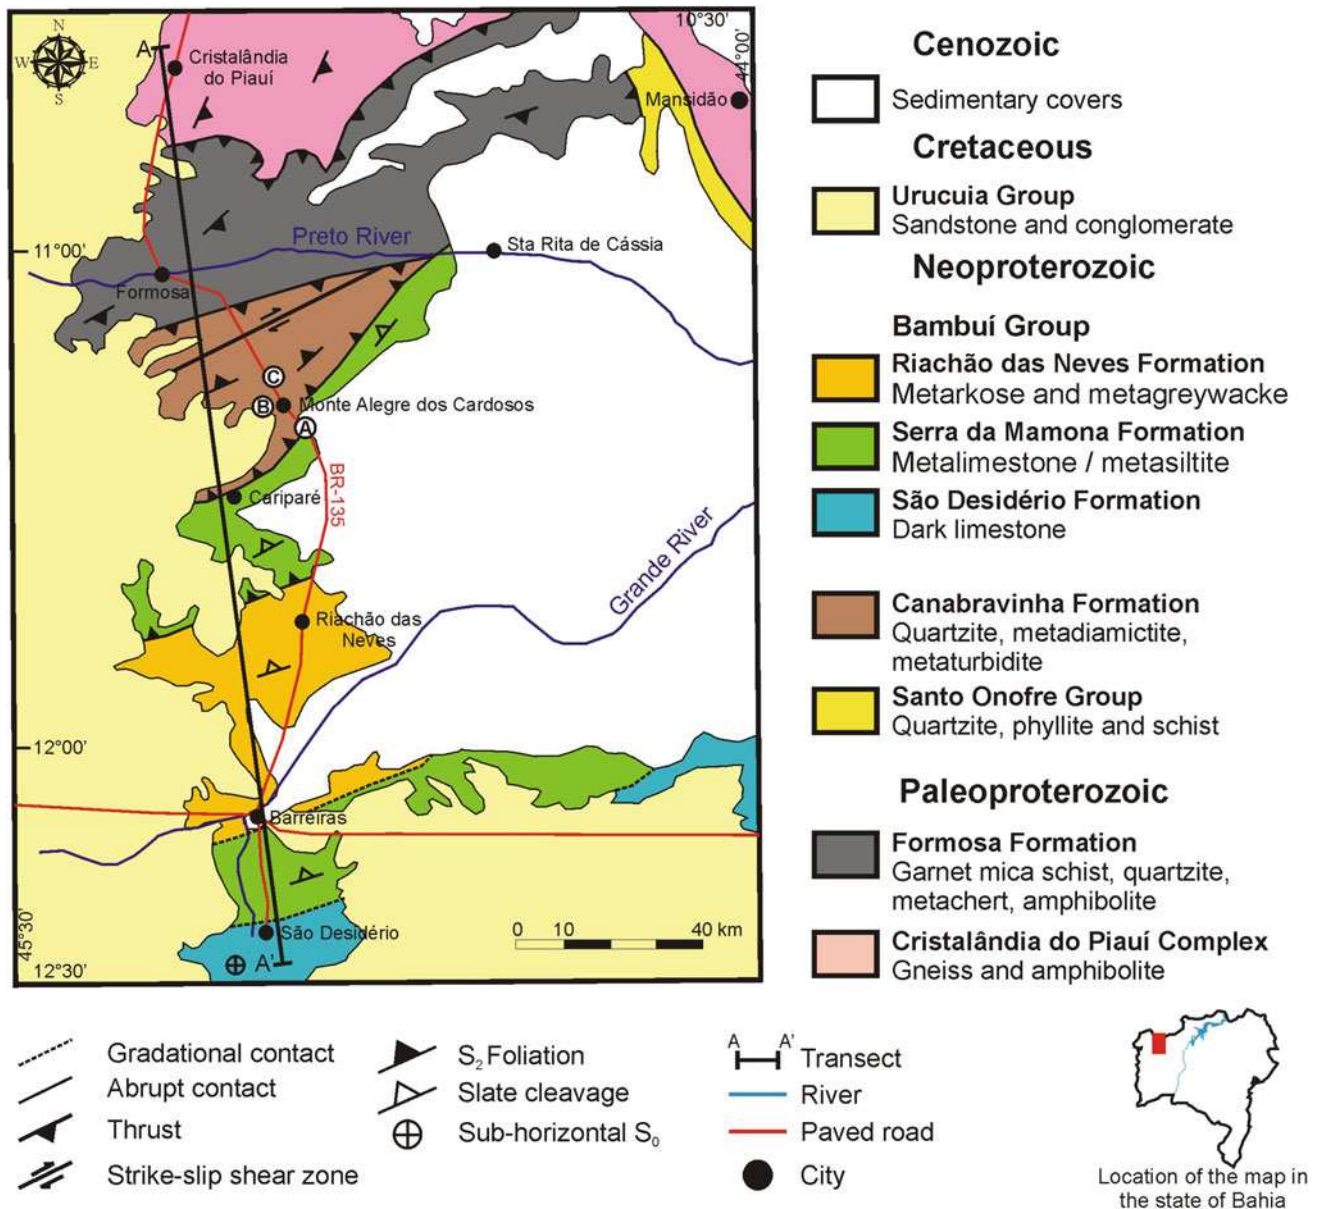 N
W
E
S
A
Cristalândia
do Piauí
10°30'
44°00'
Mansidão
11°00'
Preto River
Sta Rita de Cássia
Formosa
C
B
Monte Alegre dos Cardosos
A
BR-135
Cariparé
Grande River
Riachão das
Neves
12°00'
Barreiras
São Desidério
A'
0 10 40 km
45°30'
12°30'
Cenozoic
Sedimentary covers
Cretaceous
Urucuia Group
Sandstone and conglomerate
Neoproterozoic
Bambuí Group
Riachão das Neves Formation
Metarkose and metagreywacke
Serra da Mamona Formation
Metalimestone / metasiltite
São Desidério Formation
Dark limestone
Canabravinha Formation
Quartzite, metadiamictite,
metaturbidite
Santo Onofre Group
Quartzite, phyllite and schist
Paleoproterozoic
Formosa Formation
Garnet mica schist, quartzite,
metachert, amphibolite
Cristalândia do Piauí Complex
Gneiss and amphibolite
Gradational contact
Abrupt contact
Thrust
Strike-slip shear zone
S₂ Foliation
Slate cleavage
Sub-horizontal S₀
A A'
Transect
River
Paved road
City
Location of the map in
the state of Bahia